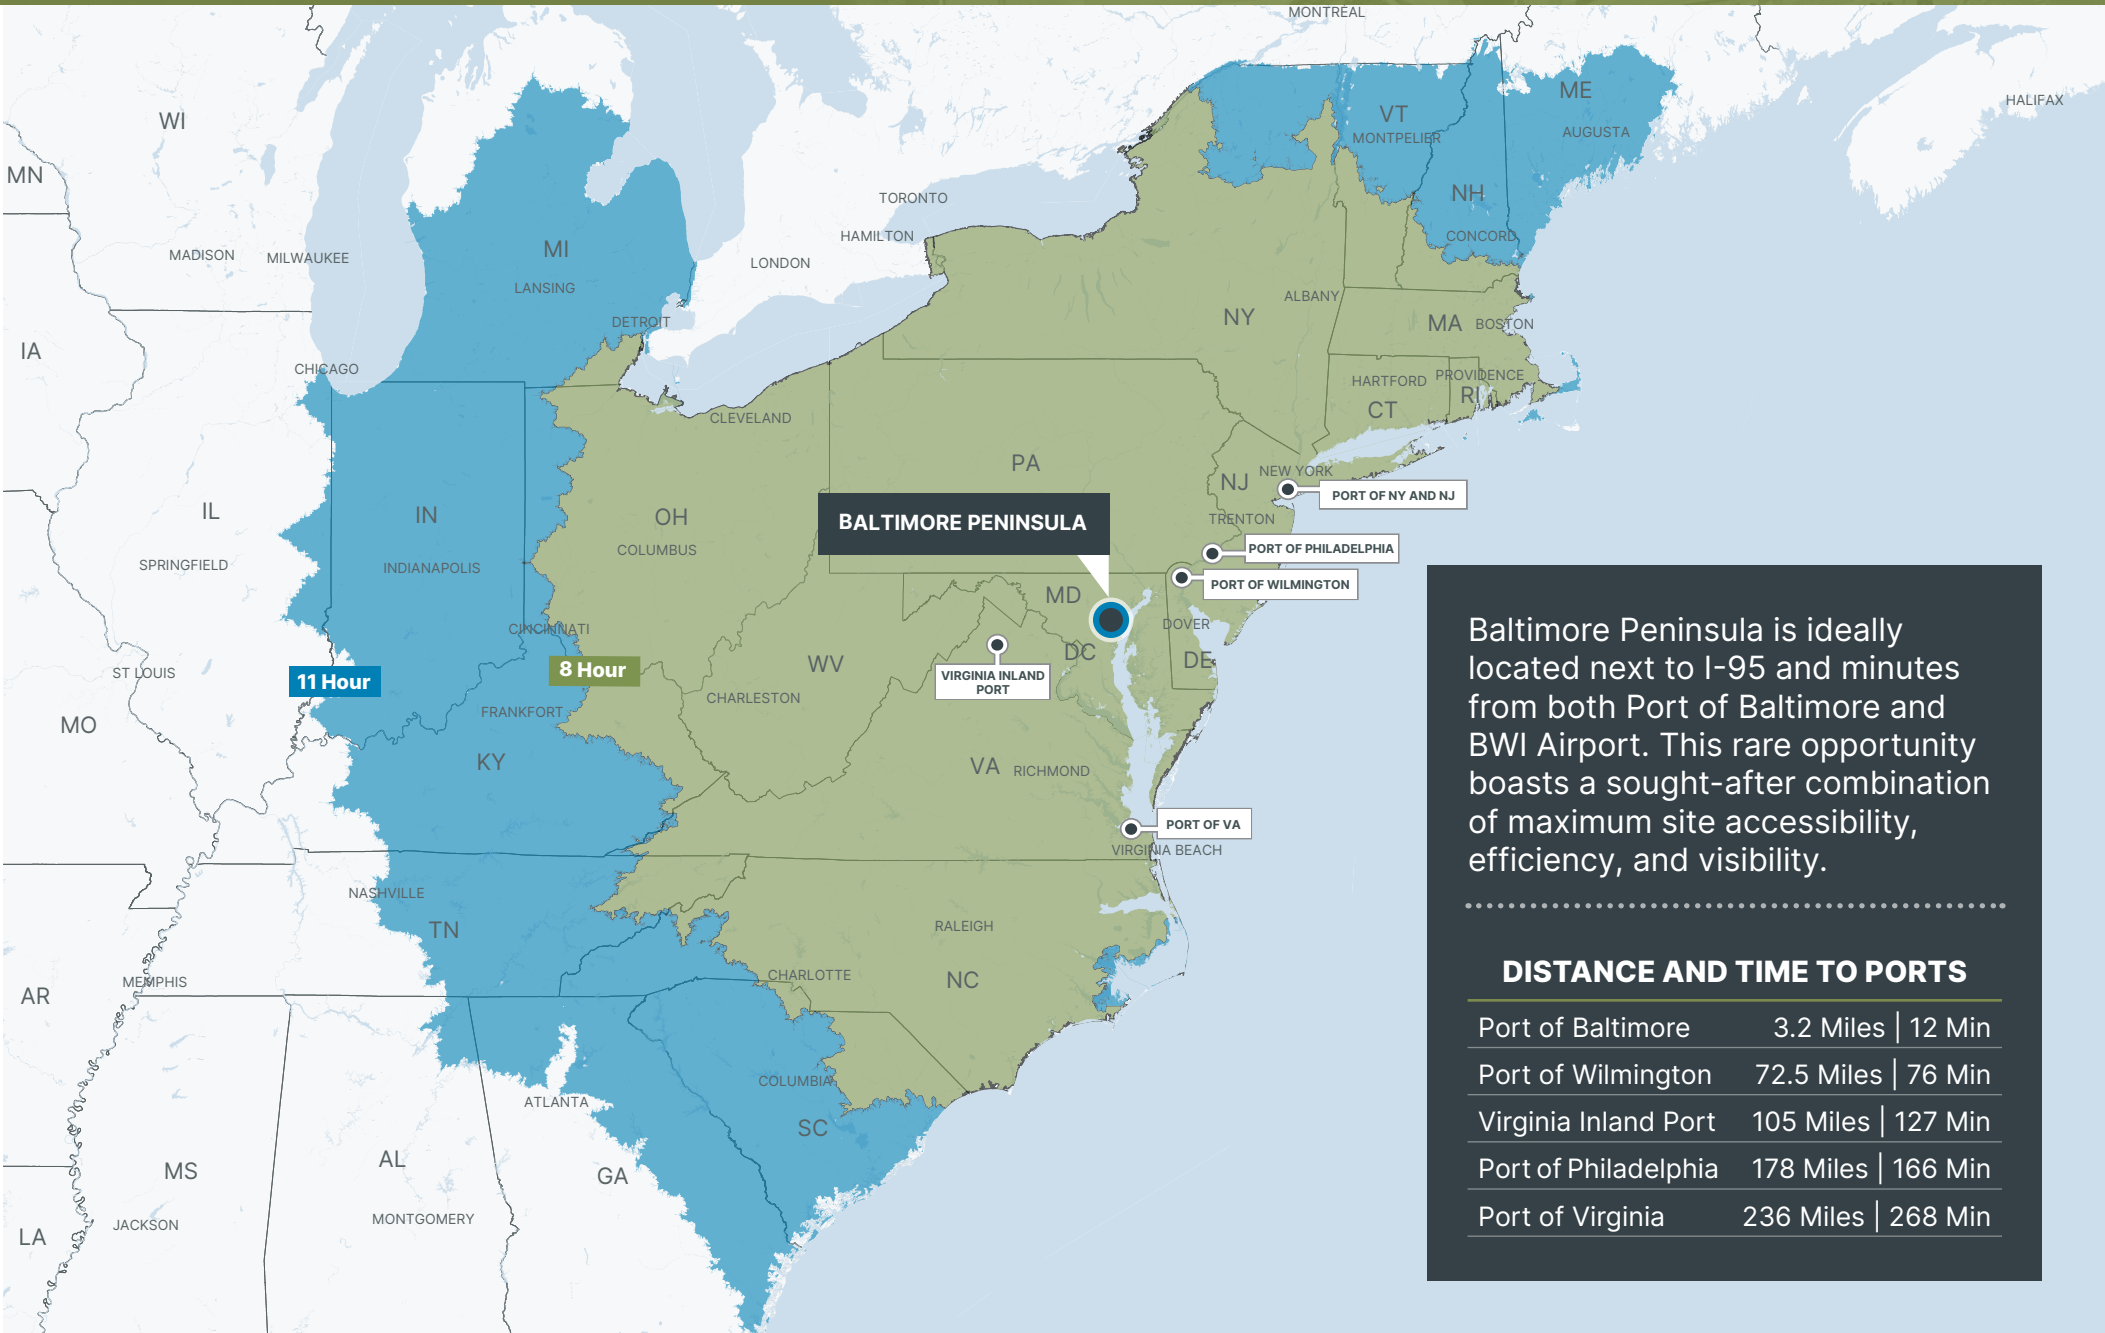 MONTRÉAL
WI
ME
HALIFAX
VT
MONTPELIER
AUGUSTA
MN
NH
TORONTO
HAMILTON
CONCORD
MADISON
MILWAUKEE
MI
LONDON
LANSING
ALBANY
DETROIT
NY
MA
BOSTON
IA
CHICAGO
HARTFORD
PROVIDENCE
RI
CT
CLEVELAND
PA
NJ
NEW YORK
PORT OF NY AND NJ
IL
IN
OH
BALTIMORE PENINSULA
TRENTON
COLUMBUS
PORT OF PHILADELPHIA
SPRINGFIELD
INDIANAPOLIS
PORT OF WILMINGTON
MD
CINCINNATI
DOVER
DC
DE
WV
ST LOUIS
11 Hour
8 Hour
VIRGINIA INLAND
PORT
CHARLESTON
FRANKFORT
MO
KY
VA
RICHMOND
PORT OF VA
VIRGINIA BEACH
NASHVILLE
TN
RALEIGH
MEMPHIS
CHARLOTTE
NC
AR
COLUMBIA
ATLANTA
SC
MS
AL
GA
JACKSON
MONTGOMERY
LA
Baltimore Peninsula is ideally
located next to I-95 and minutes
from both Port of Baltimore and
BWI Airport. This rare opportunity
boasts a sought-after combination
of maximum site accessibility,
efficiency, and visibility.
DISTANCE AND TIME TO PORTS
Port of Baltimore 3.2 Miles | 12 Min
Port of Wilmington 72.5 Miles | 76 Min
Virginia Inland Port 105 Miles | 127 Min
Port of Philadelphia 178 Miles | 166 Min
Port of Virginia 236 Miles | 268 Min